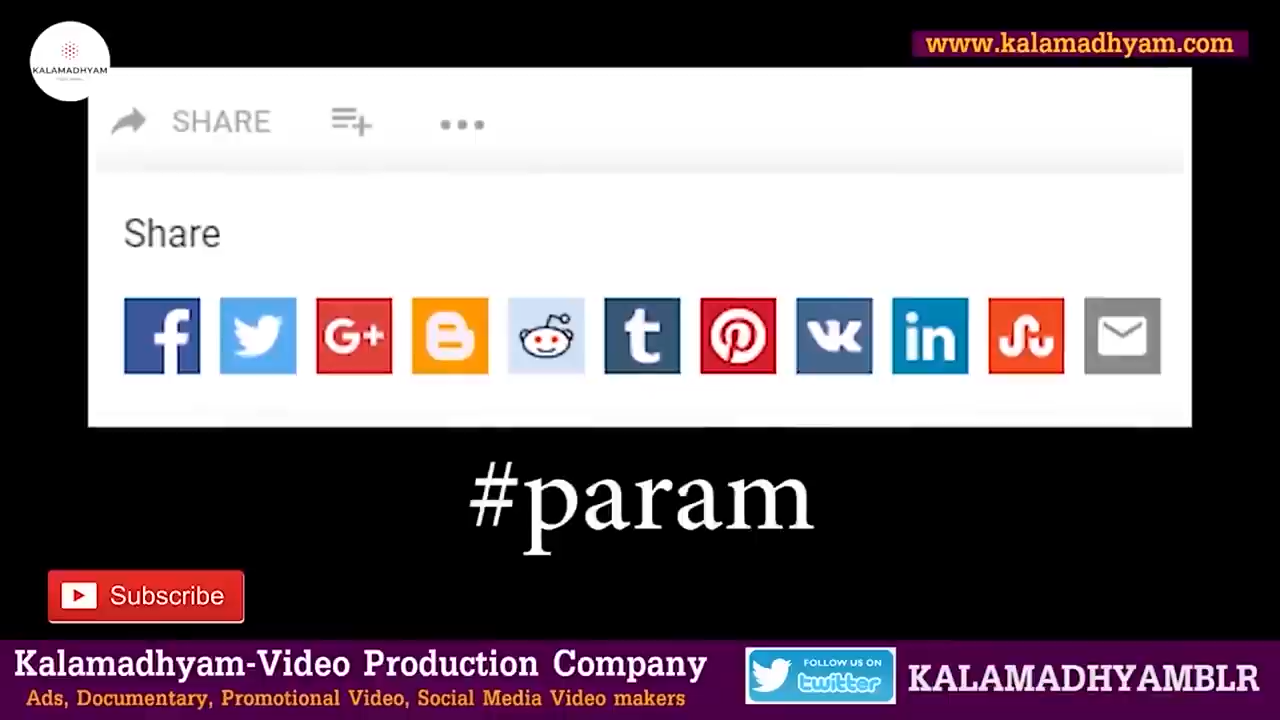 www.kalamadhyam.com
KALAMADHYAM
SHARE
Share
#param
Subscribe
Kalamadhyam-Video Production Company
Ads, Documentary, Promotional Video, Social Media Video makers
FOLLOW US ON
twitter
KALAMADHYAMBLR